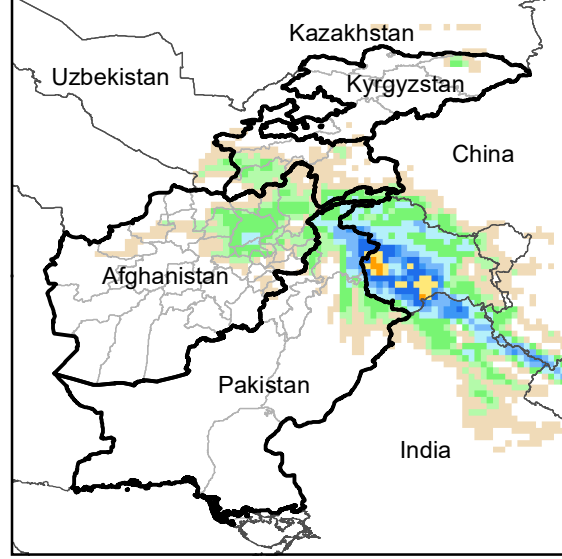 Kazakhstan
Uzbekistan
Kyrgyzstan
China
Afghanistan
Pakistan
India